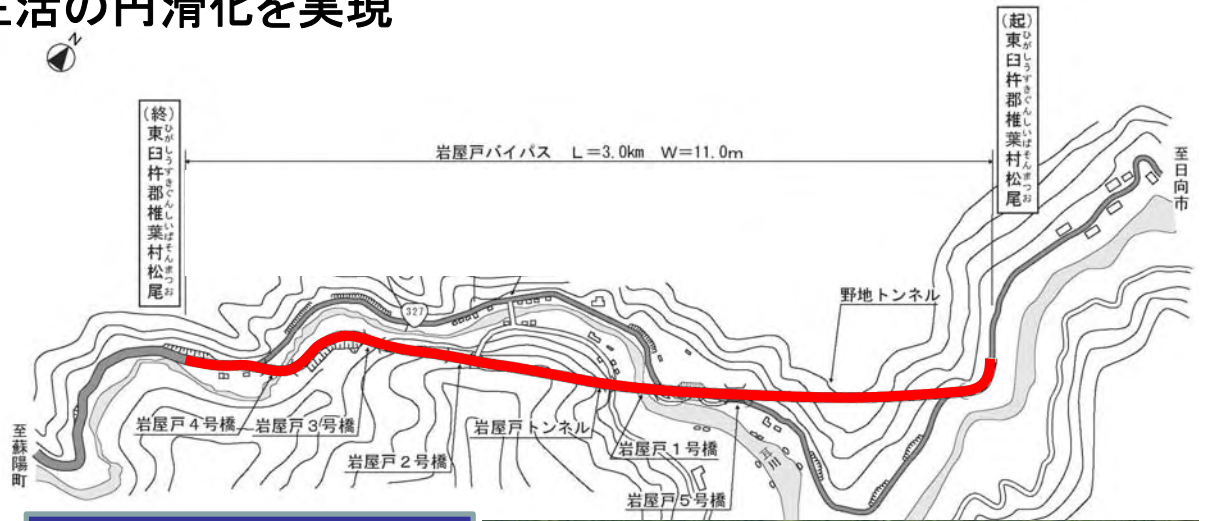 生活の円滑化を実現
N
(起)東臼杵郡椎葉村松尾
ひがしうすきぐんしいばそんまつお
(終)東臼杵郡椎葉村松尾
ひがしうすきぐんしいばそんまつお
岩屋戸バイパス L=3.0km W=11.0m
至日向市
野地トンネル
327
岩屋戸4号橋
岩屋戸3号橋
岩屋戸2号橋
岩屋戸トンネル
岩屋戸1号橋
岩屋戸5号橋
耳川
至蘇陽町